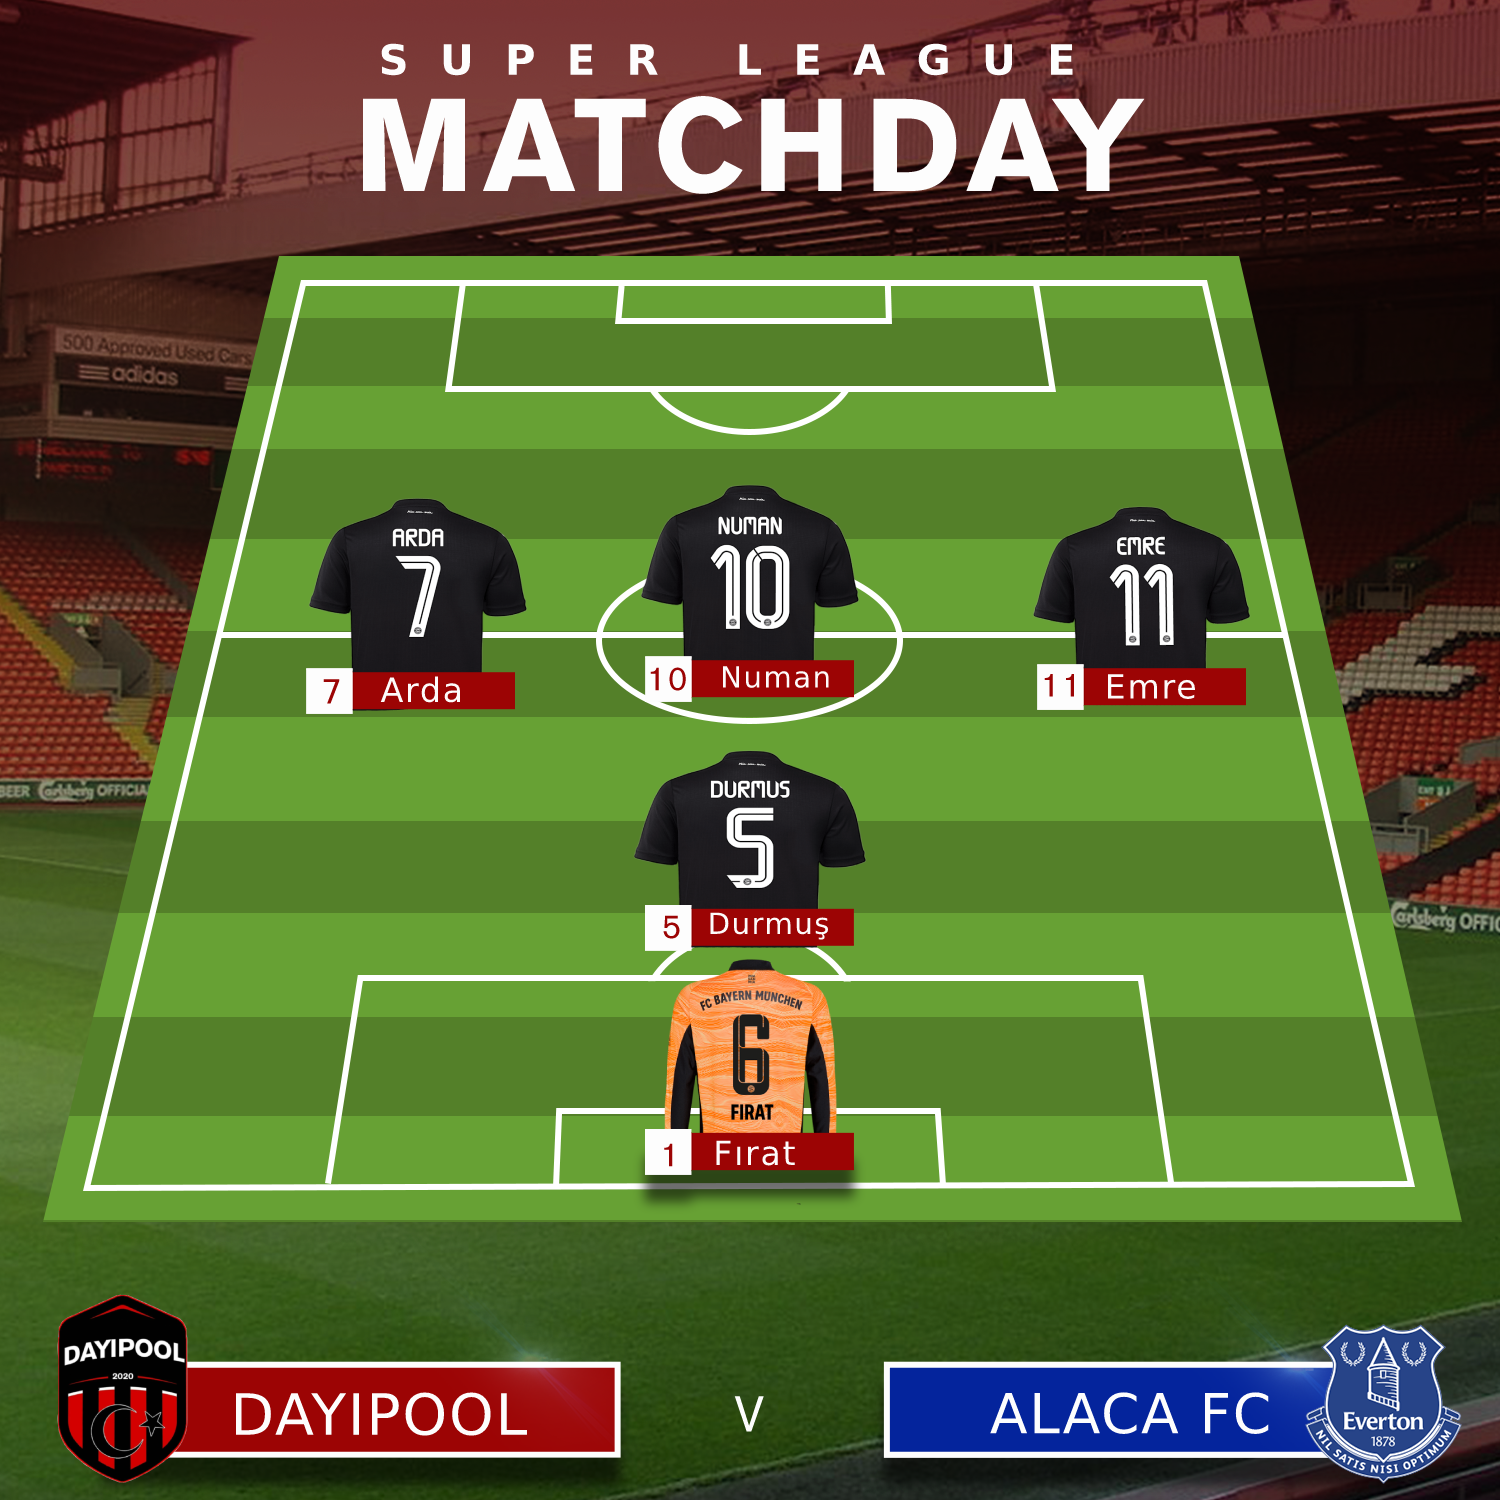 SUPER LEAGUE
MATCHDAY
500 Approved Used Cars
adidas
ARDA
7
NUMAN
10
EMRE
11
7 Arda
10 Numan
11 Emre
BEER Carlsberg OFFICIA
EXIT
DURMUS
5
5 Durmuş
Carlsberg OFFIC
FC BAYERN MÜNCHEN
6
FIRAT
1 Fırat
DAYIPOOL
2020
DAYIPOOL
V
ALACA FC
Everton
1878
NIL SATIS NISI OPTIMUM